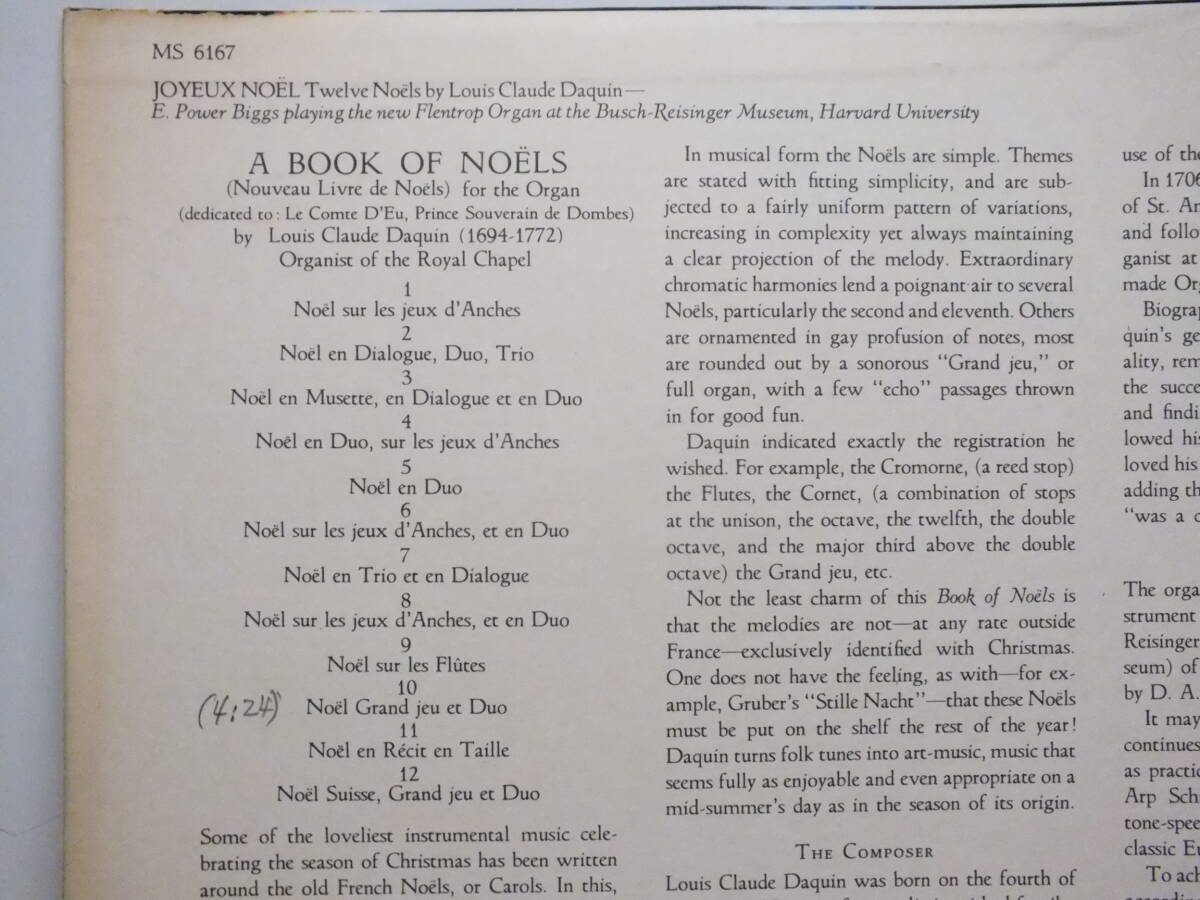 MS 6167
JOYEUX NOËL Twelve Noëls by Louis Claude Daquin—
E. Power Biggs playing the new Flentrop Organ at the Busch-Reisinger Museum, Harvard University
A BOOK OF NOËLS
(Nouveau Livre de Noëls) for the Organ
(dedicated to: Le Comte D'Eu, Prince Souverain de Dombes)
by Louis Claude Daquin (1694-1772)
Organist of the Royal Chapel
1
Noël sur les jeux d'Anches
2
Noël en Dialogue, Duo, Trio
3
Noël en Musette, en Dialogue et en Duo
4
Noël en Duo, sur les jeux d'Anches
5
Noël en Duo
6
Noël sur les jeux d'Anches, et en Duo
7
Noël en Trio et en Dialogue
8
Noël sur les jeux d'Anches, et en Duo
9
Noël sur les Flûtes
10
(4:24) Noël Grand jeu et Duo
11
Noël en Récit en Taille
12
Noël Suisse, Grand jeu et Duo
Some of the loveliest instrumental music cele-
brating the season of Christmas has been written
around the old French Noëls, or Carols. In this,
In musical form the Noëls are simple. Themes
are stated with fitting simplicity, and are sub-
jected to a fairly uniform pattern of variations,
increasing in complexity yet always maintaining
a clear projection of the melody. Extraordinary
chromatic harmonies lend a poignant air to several
Noëls, particularly the second and eleventh. Others
are ornamented in gay profusion of notes, most
are rounded out by a sonorous "Grand jeu," or
full organ, with a few "echo" passages thrown
in for good fun.
Daquin indicated exactly the registration he
wished. For example, the Cromorne, (a reed stop)
the Flutes, the Cornet, (a combination of stops
at the unison, the octave, the twelfth, the double
octave, and the major third above the double
octave) the Grand jeu, etc.
Not the least charm of this Book of Noëls is
that the melodies are not—at any rate outside
France—exclusively identified with Christmas.
One does not have the feeling, as with—for ex-
ample, Gruber's "Stille Nacht"—that these Noëls
must be put on the shelf the rest of the year!
Daquin turns folk tunes into art-music, music that
seems fully as enjoyable and even appropriate on a
mid-summer's day as in the season of its origin.
THE COMPOSER
Louis Claude Daquin was born on the fourth of
use of the
In 1706
of St. An
and follo
ganist at
made Org
Biograp
quin's ge
ality, rem
the succe
and findi
lowed his
loved his
adding th
"was a c
The orga
strument
Reisinger
seum) of
by D. A.
It may
continues
as practic
Arp Sch
tone-spee
classic Eu
To ach